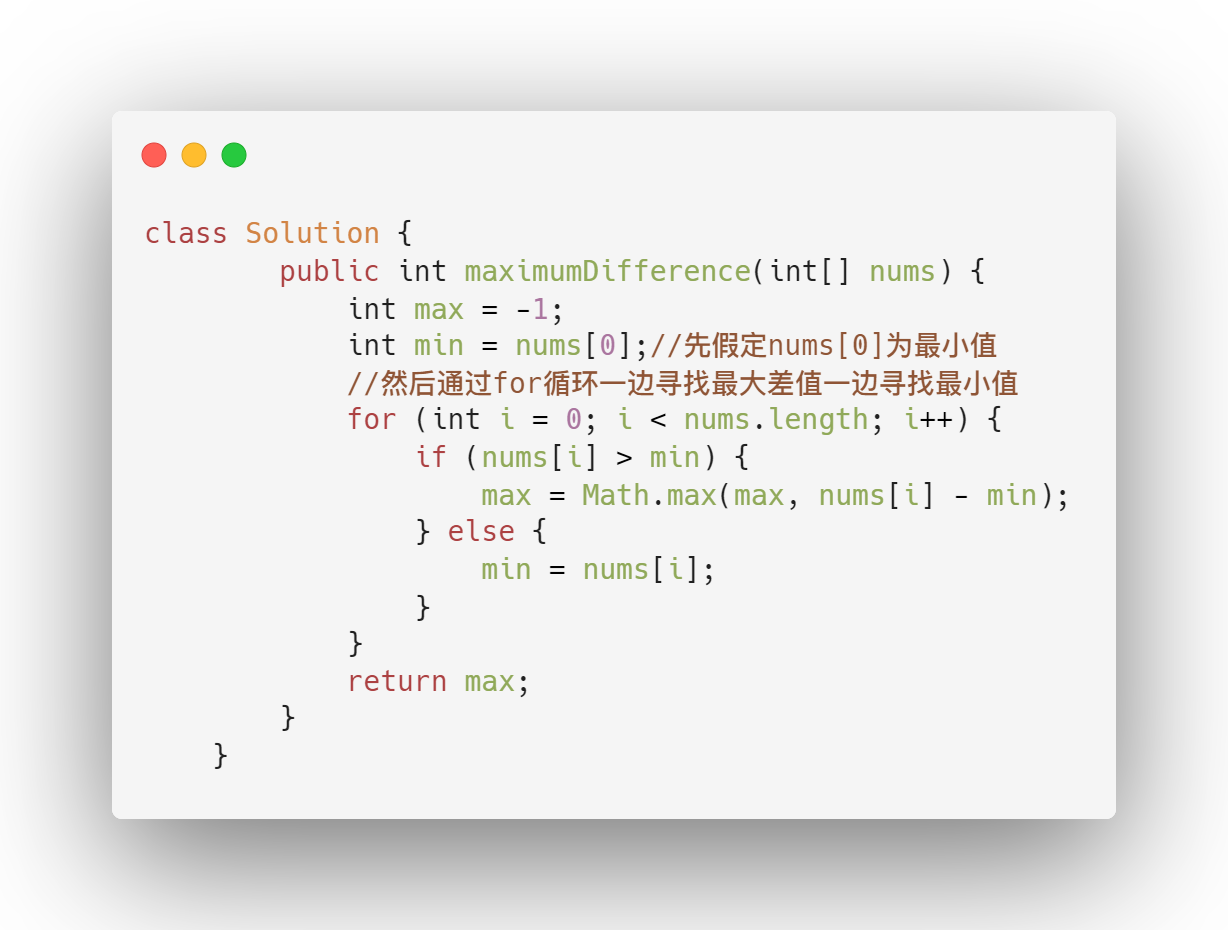 class Solution {
        public int maximumDifference(int[] nums) {
            int max = -1;
            int min = nums[0];//先假定nums[0]为最小值
            //然后通过for循环一边寻找最大差值一边寻找最小值
            for (int i = 0; i < nums.length; i++) {
                if (nums[i] > min) {
                    max = Math.max(max, nums[i] - min);
                } else {
                    min = nums[i];
                }
            }
            return max;
        }
    }